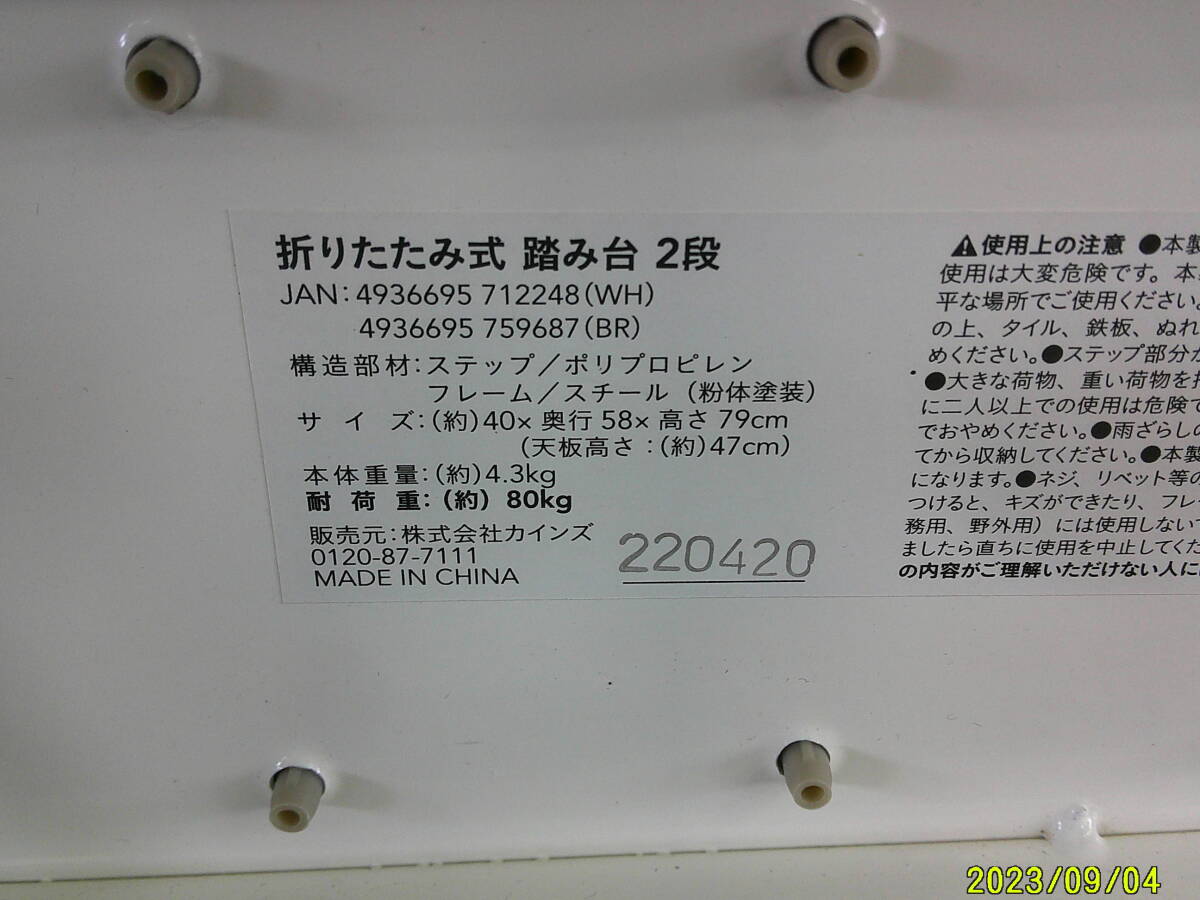 折りたたみ式 踏み台 2段
JAN:4936695 712248(WH)
4936695 759687(BR)
構造部材:ステップ/ポリプロピレン
フレーム/スチール(粉体塗装)
サイズ:(約)40×奥行58×高さ79cm
(天板高さ:(約)47cm)
本体重量:(約)4.3kg
耐荷重:(約)80kg
販売元:株式会社カインズ
0120-87-7111
MADE IN CHINA
220420
⚠使用上の注意 ●本製
使用は大変危険です。本
平な場所でご使用ください。
の上、タイル、鉄板、ぬれ
めください。●ステップ部分が
●大きな荷物、重い荷物を持
に二人以上での使用は危険で
でおやめください。●雨ざらしの
てから収納してください。●本製
になります。●ネジ、リベット等の
つけると、キズができたり、フレ
務用、野外用)には使用しない
ましたら直ちに使用を中止してくだ
の内容がご理解いただけない人に
2023/09/04